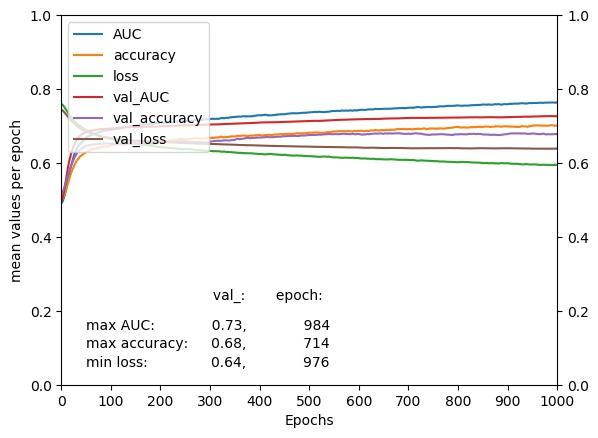 1.0 1.0
AUC
accuracy
loss
0.8 0.8
val_AUC
val_accuracy
val_loss
0.6 0.6
mean values per epoch
0.4 0.4
val_: epoch:
0.2 0.2
max AUC: 0.73, 984
max accuracy: 0.68, 714
min loss: 0.64, 976
0.0 0.0
0 100 200 300 400 500 600 700 800 900 1000
Epochs